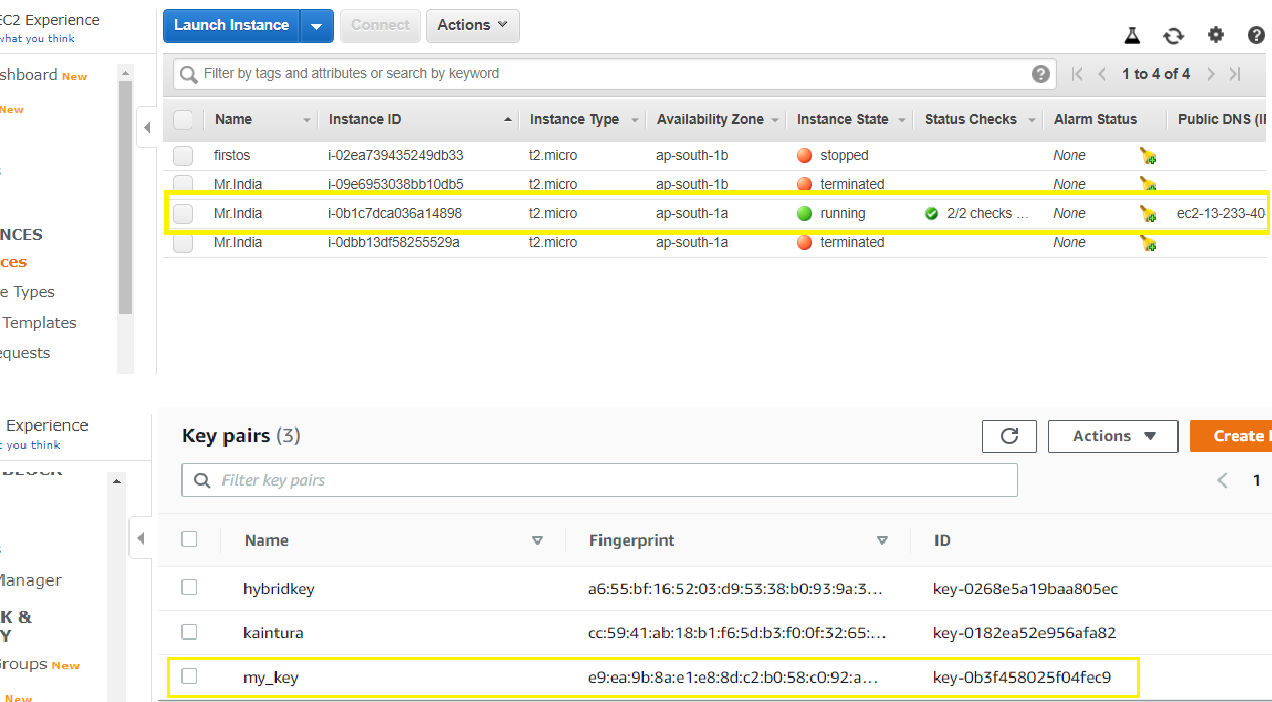 EC2 Experience
what you think
Launch Instance Connect Actions
shboard New
New
Filter by tags and attributes or search by keyword
1 to 4 of 4
Name Instance ID Instance Type Availability Zone Instance State Status Checks Alarm Status Public DNS (I
firstos i-02ea739435249db33 t2.micro ap-south-1b stopped None
Mr.India i-09e6953038bb10db5 t2.micro ap-south-1b terminated None
Mr.India i-0b1c7dca036a14898 t2.micro ap-south-1a running 2/2 checks ... None ec2-13-233-40
Mr.India i-0dbb13df58255529a t2.micro ap-south-1a terminated None
NCES
ces
e Types
Templates
equests
Experience
t you think
Manager
K &
Y
Groups New
New
Key pairs (3)
Actions
Create
Filter key pairs
1
Name Fingerprint ID
hybridkey a6:55:bf:16:52:03:d9:53:38:b0:93:9a:3... key-0268e5a19baa805ec
kaintura cc:59:41:ab:18:b1:f6:5d:b3:f0:0f:32:65:... key-0182ea52e956afa82
my_key e9:ea:9b:8a:e1:e8:8d:c2:b0:58:c0:92:a... key-0b3f458025f04fec9